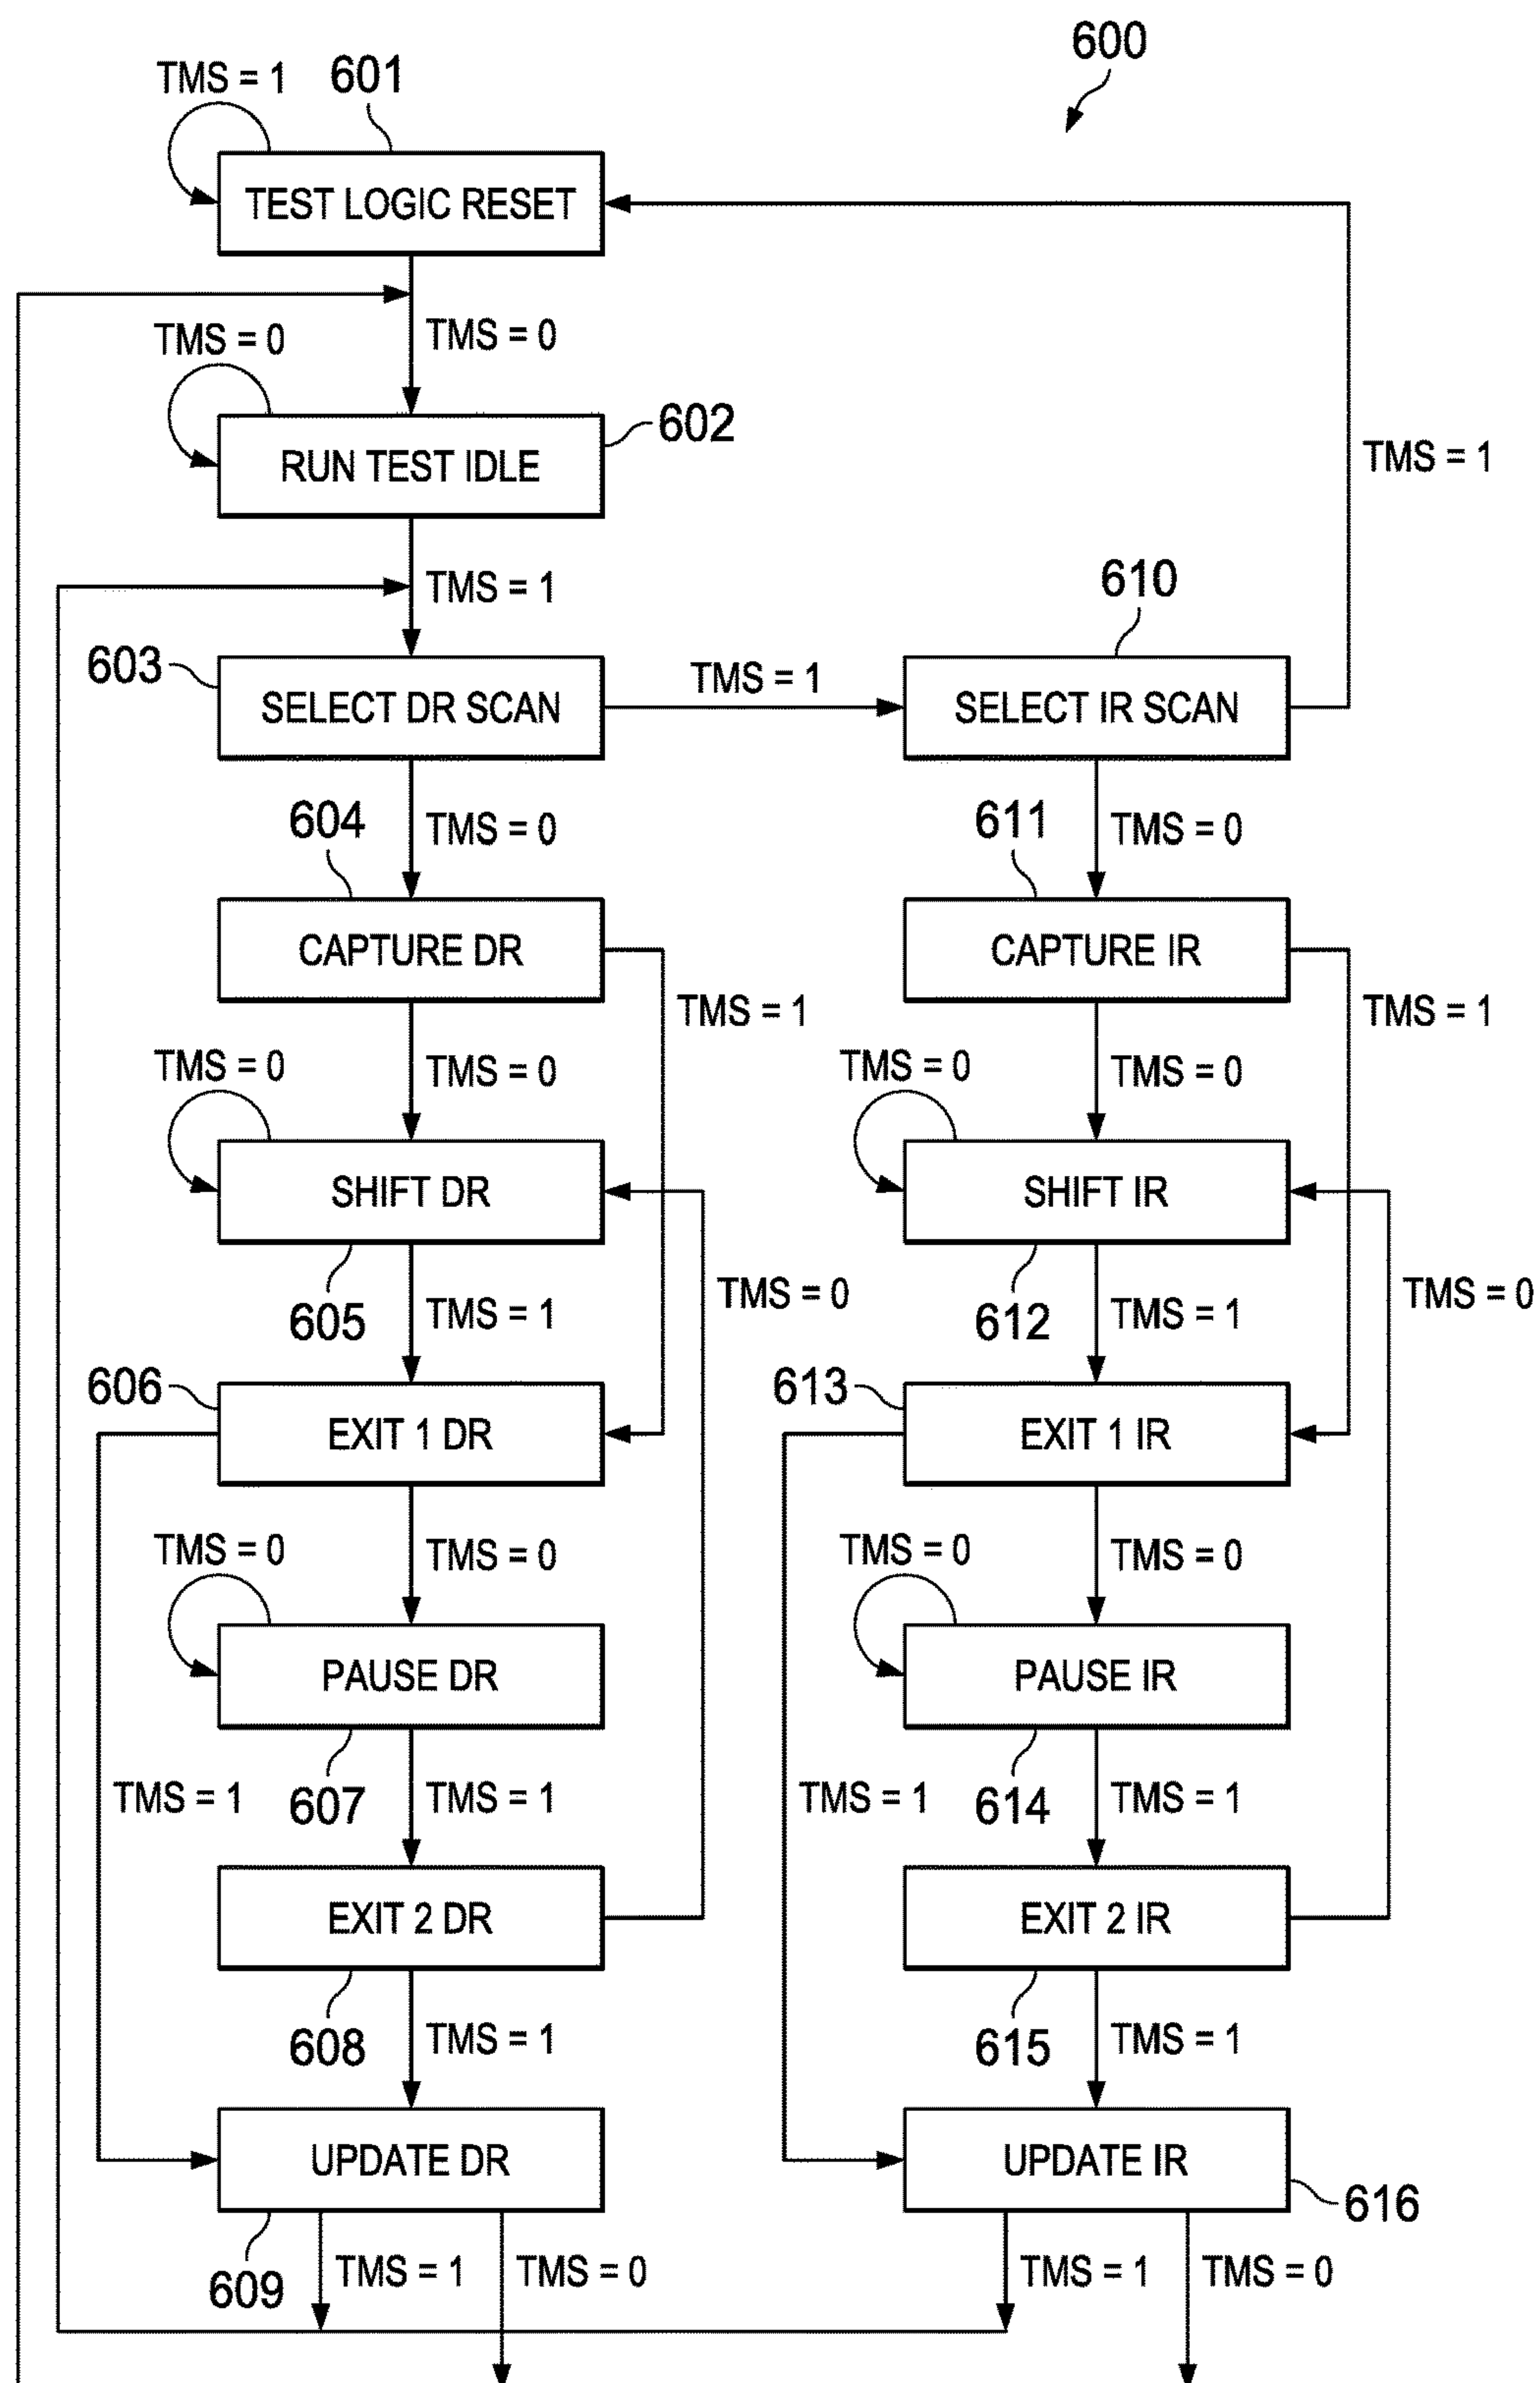 600
TMS = 1
601
TEST LOGIC RESET
TMS = 0
TMS = 0
RUN TEST IDLE
602
TMS = 1
TMS = 1
603
SELECT DR SCAN
TMS = 1
610
SELECT IR SCAN
604
TMS = 0
611
TMS = 0
CAPTURE DR
TMS = 1
CAPTURE IR
TMS = 1
TMS = 0
TMS = 0
TMS = 0
TMS = 0
SHIFT DR
SHIFT IR
605
TMS = 1
TMS = 0
612
TMS = 1
TMS = 0
606
EXIT 1 DR
613
EXIT 1 IR
TMS = 0
TMS = 0
TMS = 0
TMS = 0
PAUSE DR
PAUSE IR
TMS = 1
607
TMS = 1
TMS = 1
614
TMS = 1
EXIT 2 DR
EXIT 2 IR
608
TMS = 1
615
TMS = 1
UPDATE DR
UPDATE IR
616
609
TMS = 1
TMS = 0
TMS = 1
TMS = 0